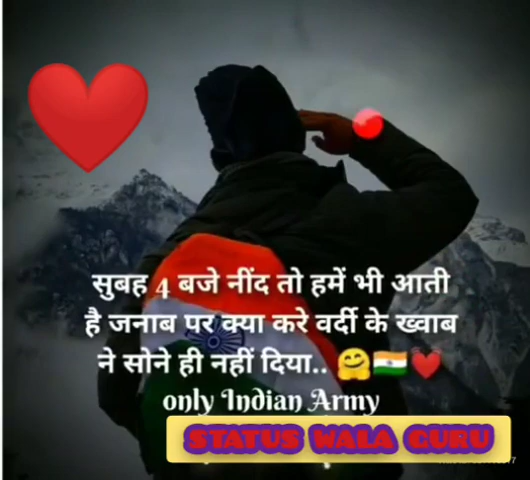 सुबह 4 बजे नींद तो हमें भी आती
है जनाब पर क्या करे वर्दी के ख्वाब
ने सोने ही नहीं दिया.. 🤗🇮🇳💓
only Indian Army
STATUS WALA GURU